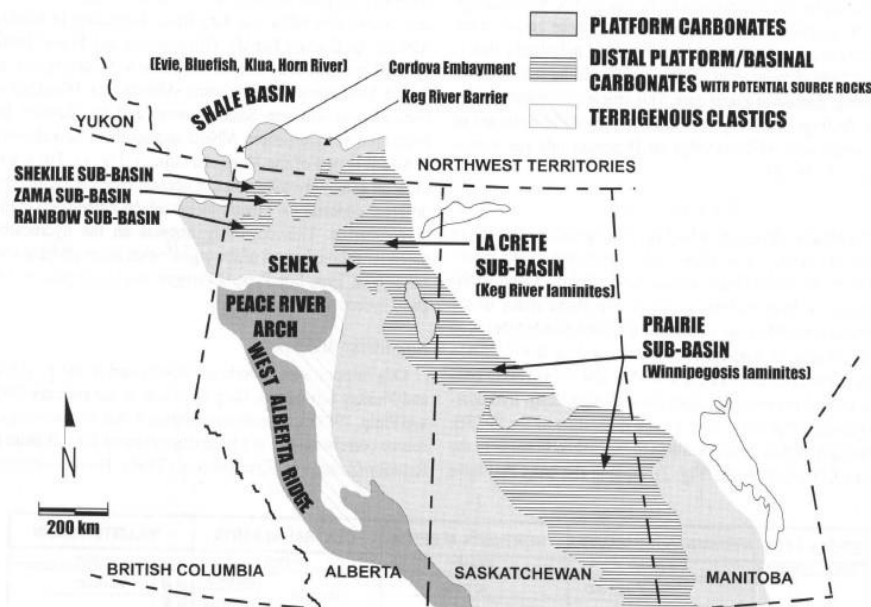 PLATFORM CARBONATES
DISTAL PLATFORM/BASINAL
CARBONATES WITH POTENTIAL SOURCE ROCKS
TERRIGENOUS CLASTICS
(Evie, Bluefish, Klua, Horn River)
Cordova Embayment
SHALE BASIN
Keg River Barrier
YUKON
NORTHWEST TERRITORIES
SHEKILIE SUB-BASIN
ZAMA SUB-BASIN
RAINBOW SUB-BASIN
LA CRETE
SUB-BASIN
(Keg River laminites)
SENEX
PEACE RIVER
ARCH
PRAIRIE
SUB-BASIN
(Winnipegosis laminites)
WEST ALBERTA RIDGE
N
200 km
BRITISH COLUMBIA
ALBERTA
SASKATCHEWAN
MANITOBA